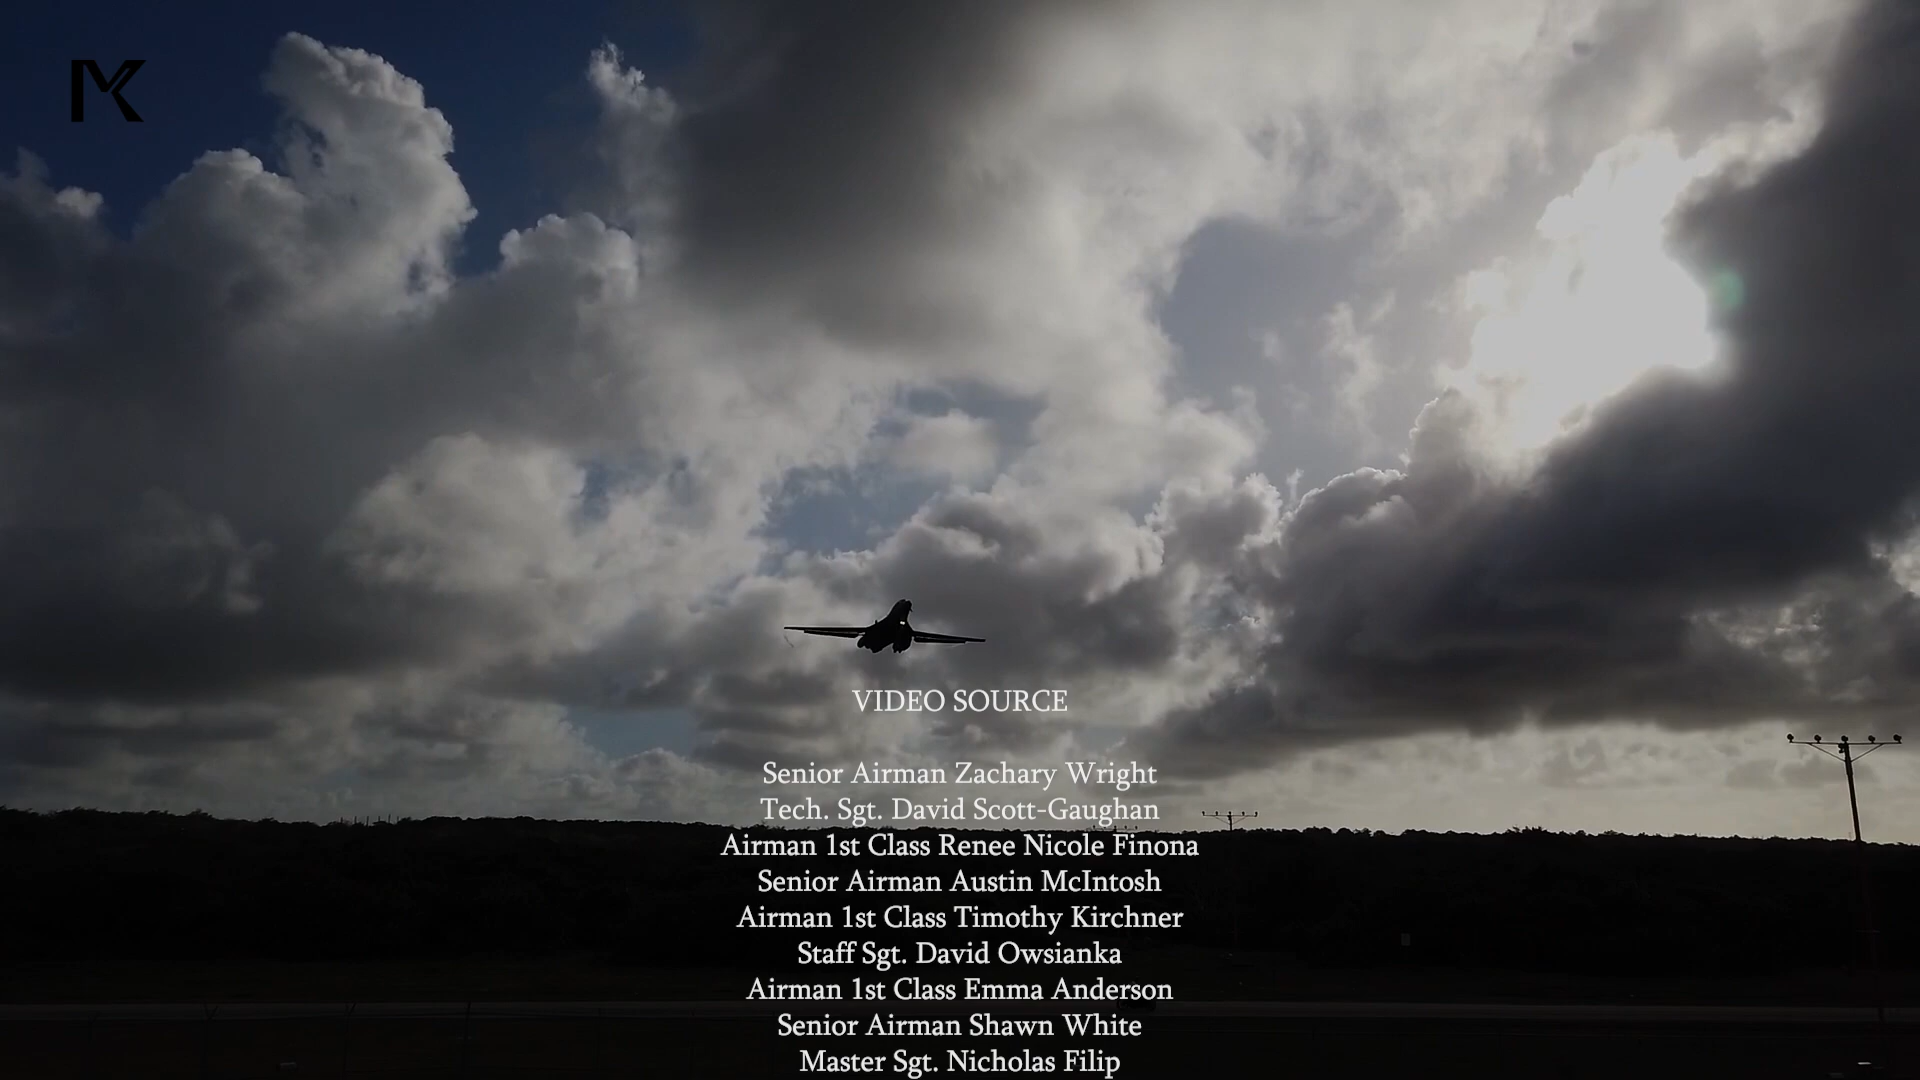 MK
VIDEO SOURCE
Senior Airman Zachary Wright
Tech. Sgt. David Scott-Gaughan
Airman 1st Class Renee Nicole Finona
Senior Airman Austin McIntosh
Airman 1st Class Timothy Kirchner
Staff Sgt. David Owsianka
Airman 1st Class Emma Anderson
Senior Airman Shawn White
Master Sgt. Nicholas Filip